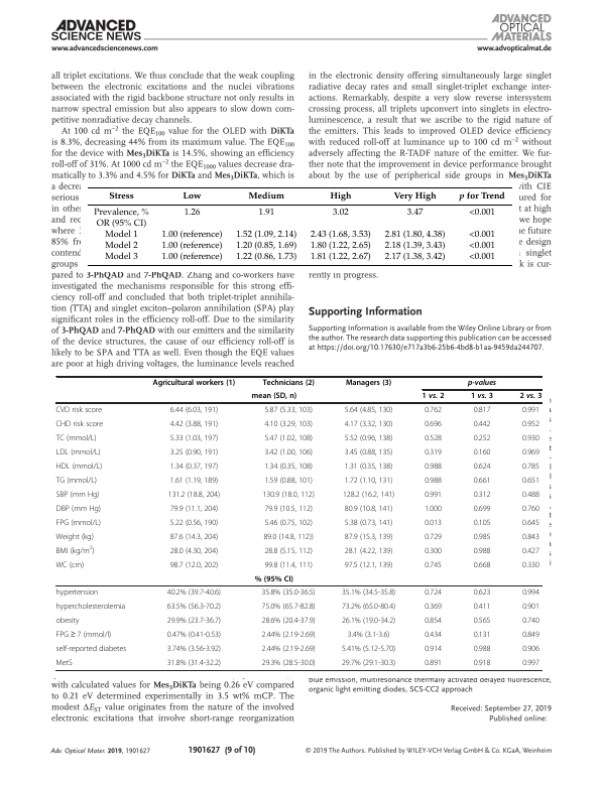 ADVANCED
SCIENCE NEWS
www.advancedsciencenews.com
ADVANCED
OPTICAL
MATERIALS
www.advopticalmat.de
all triplet excitations. We thus conclude that the weak coupling
between the electronic excitations and the nuclei vibrations
associated with the rigid backbone structure not only results in
narrow spectral emission but also appears to slow down com-
petitive nonradiative decay channels.
At 100 cd m−2 the EQE100 value for the OLED with DiKTa
is 8.3%, decreasing 44% from its maximum value. The EQE100
for the device with Mes3DiKTa is 14.5%, showing an efficiency
roll-off of 31%. At 1000 cd m−2 the EQE1000 values decrease dra-
matically to 3.3% and 4.5% for DiKTa and Mes3DiKTa, which is
a decre
serious
in other
and rec
where
85% fro
contend
groups
pared to 3-PhQAD and 7-PhQAD. Zhang and co-workers have
investigated the mechanisms responsible for this strong effi-
ciency roll-off and concluded that both triplet-triplet annihila-
tion (TTA) and singlet exciton–polaron annihilation (SPA) play
significant roles in the efficiency roll-off. Due to the similarity
of 3-PhQAD and 7-PhQAD with our emitters and the similarity
of the device structures, the cause of our efficiency roll-off is
likely to be SPA and TTA as well. Even though the EQE values
are poor at high driving voltages, the luminance levels reached
in the electronic density offering simultaneously large singlet
radiative decay rates and small singlet-triplet exchange inter-
actions. Remarkably, despite a very slow reverse intersystem
crossing process, all triplets upconvert into singlets in electro-
luminescence, a result that we ascribe to the rigid nature of
the emitters. This leads to improved OLED device efficiency
with reduced roll-off at luminance up to 100 cd m−2 without
adversely affecting the R-TADF nature of the emitter. We fur-
ther note that the improvement in device performance brought
about by the use of peripherical side groups in Mes3DiKTa
with CIE
ured for
t at high
we hope
e future
e design
singlet
k is cur-
rently in progress.
Stress Low Medium High Very High p for Trend
Prevalence, % 1.26 1.91 3.02 3.47 <0.001
OR (95% CI)
Model 1 1.00 (reference) 1.52 (1.09, 2.14) 2.43 (1.68, 3.53) 2.81 (1.80, 4.38) <0.001
Model 2 1.00 (reference) 1.20 (0.85, 1.69) 1.80 (1.22, 2.65) 2.18 (1.39, 3.43) <0.001
Model 3 1.00 (reference) 1.22 (0.86, 1.73) 1.81 (1.22, 2.67) 2.17 (1.38, 3.42) <0.001
Supporting Information
Supporting Information is available from the Wiley Online Library or from
the author. The research data supporting this publication can be accessed
at https://doi.org/10.17630/e717a3b6-25b6-4bd8-b1aa-9459da244707.
Agricultural workers (1) Technicians (2) Managers (3) p-values
mean (SD, n) 1 vs. 2 1 vs. 3 2 vs. 3
CVD risk score 6.44 (6.03, 191) 5.87 (5.33, 103) 5.64 (4.85, 130) 0.762 0.817 0.991
CHD risk score 4.42 (3.88, 191) 4.10 (3.29, 103) 4.17 (3.32, 130) 0.696 0.442 0.952
TC (mmol/L) 5.33 (1.03, 197) 5.47 (1.02, 108) 5.52 (0.96, 138) 0.528 0.252 0.930
LDL (mmol/L) 3.25 (0.90, 191) 3.42 (1.00, 106) 3.45 (0.88, 135) 0.319 0.160 0.969
HDL (mmol/L) 1.34 (0.37, 197) 1.34 (0.35, 108) 1.31 (0.35, 138) 0.988 0.624 0.785
TG (mmol/L) 1.61 (1.19, 189) 1.59 (0.88, 101) 1.72 (1.10, 131) 0.988 0.661 0.651
SBP (mm Hg) 131.2 (18.8, 204) 130.9 (18.0, 112) 128.2 (16.2, 141) 0.991 0.312 0.488
DBP (mm Hg) 79.9 (11.1, 204) 79.9 (10.5, 112) 80.9 (10.8, 141) 1.000 0.699 0.760
FPG (mmol/L) 5.22 (0.56, 190) 5.46 (0.75, 102) 5.38 (0.73, 141) 0.013 0.105 0.645
Weight (kg) 87.6 (14.3, 204) 89.0 (14.8, 112)) 87.9 (15.3, 139) 0.729 0.985 0.843
BMI (kg/m2) 28.0 (4.30, 204) 28.8 (5.15, 112) 28.1 (4.22, 139) 0.300 0.988 0.427
WC (cm) 98.7 (12.0, 202) 99.8 (11.4, 111) 97.5 (12.1, 139) 0.745 0.668 0.330
% (95% CI)
hypertension 40.2% (39.7-40.6) 35.8% (35.0-36.5) 35.1% (34.5-35.8) 0.724 0.623 0.994
hypercholesterolemia 63.5% (56.3-70.2) 75.0% (65.7-82.8) 73.2% (65.0-80.4) 0.369 0.411 0.901
obesity 29.9% (23.7-36.7) 28.6% (20.4-37.9) 26.1% (19.0-34.2) 0.854 0.565 0.740
FPG ≥ 7 (mmol/l) 0.47% (0.41-0.53) 2.44% (2.19-2.69) 3.4% (3.1-3.6) 0.434 0.131 0.849
self-reported diabetes 3.74% (3.56-3.92) 2.44% (2.19-2.69) 5.41% (5.12-5.70) 0.914 0.988 0.906
MetS 31.8% (31.4-32.2) 29.3% (28.5-30.0) 29.7% (29.1-30.3) 0.891 0.918 0.997
with calculated values for Mes3DiKTa being 0.26 eV compared
to 0.21 eV determined experimentally in 3.5 wt% mCP. The
modest ΔEST value originates from the nature of the involved
electronic excitations that involve short-range reorganization
blue emission, multiresonance thermally activated delayed fluorescence,
organic light emitting diodes, SCS-CC2 approach
Received: September 27, 2019
Published online:
Adv. Optical Mater. 2019, 1901627
1901627 (9 of 10)
© 2019 The Authors. Published by WILEY-VCH Verlag GmbH & Co. KGaA, Weinheim